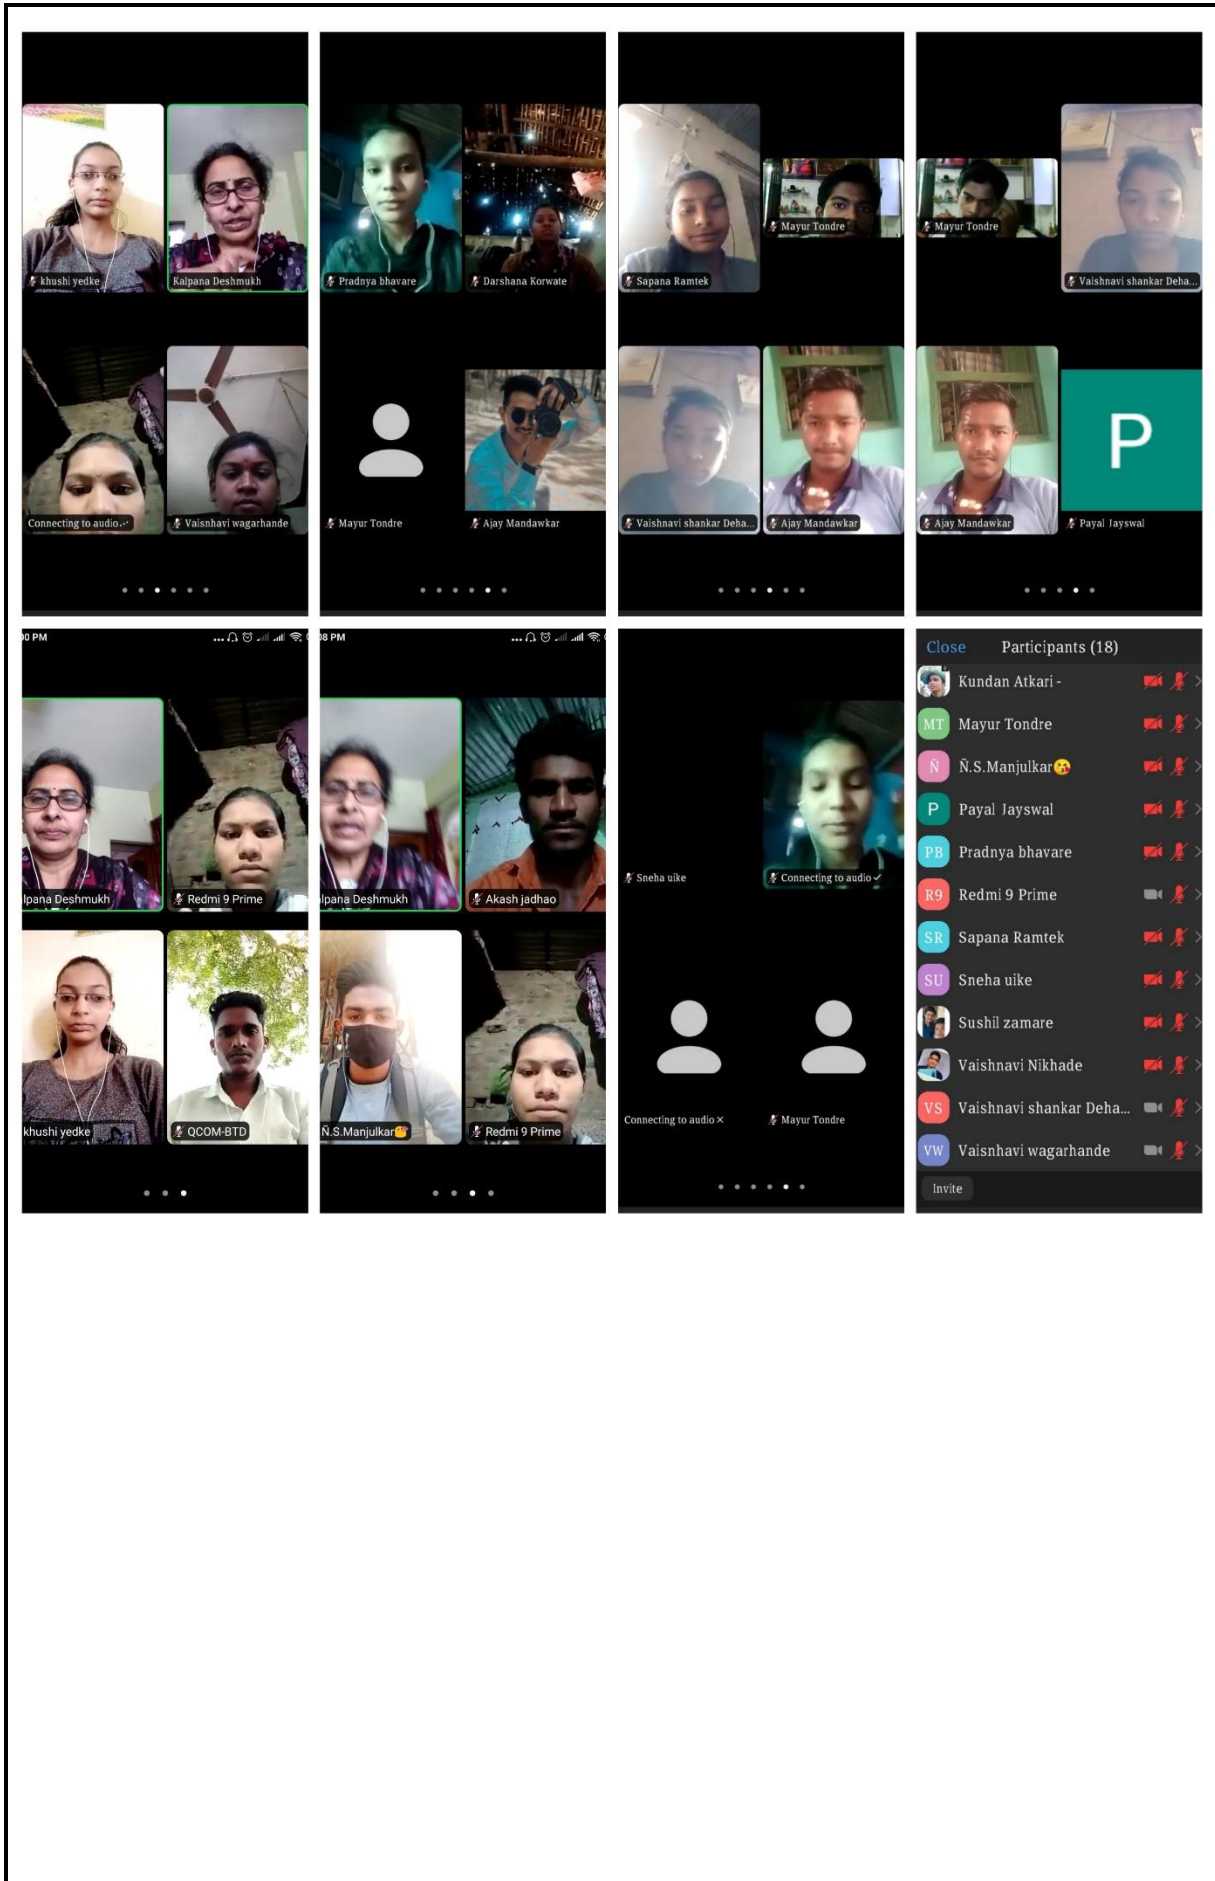 khushi yedke
Kalpana Deshmukh
Connecting to audio..·
Vaisnhavi wagarhande
Pradnya bhavare
Darshana Korwate
Mayur Tondre
Ajay Mandawkar
Sapana Ramtek
Mayur Tondre
Vaishnavi shankar Deha...
Ajay Mandawkar
Mayur Tondre
Vaishnavi shankar Deha...
Ajay Mandawkar
P
Payal Jayswal
00 PM
lpana Deshmukh
Redmi 9 Prime
khushi yedke
QCOM-BTD
08 PM
lpana Deshmukh
Akash jadhao
Ñ.S.Manjulkar😘
Redmi 9 Prime
Sneha uike
Connecting to audio ✓
Connecting to audio ×
Mayur Tondre
Close Participants (18)
Kundan Atkari -
MT Mayur Tondre
Ñ Ñ.S.Manjulkar😘
P Payal Jayswal
PB Pradnya bhavare
R9 Redmi 9 Prime
SR Sapana Ramtek
SU Sneha uike
Sushil zamare
Vaishnavi Nikhade
VS Vaishnavi shankar Deha...
VW Vaisnhavi wagarhande
Invite